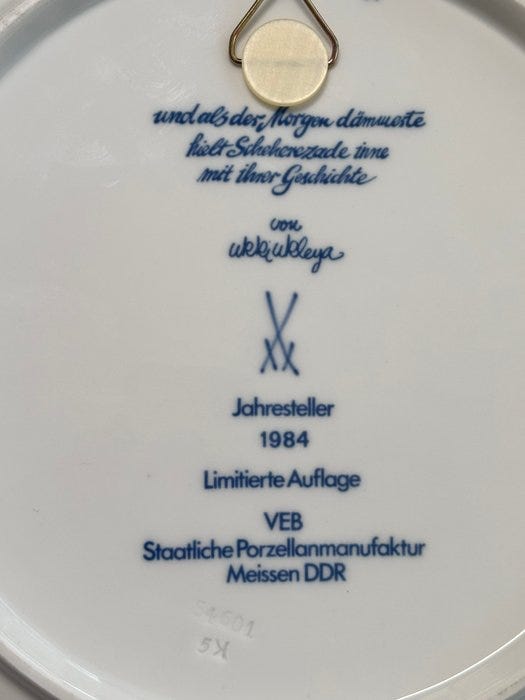 und als der Morgen dämmerte
hielt Scheherezade inne
mit ihrer Geschichte
von
Jahresteller
1984
Limitierte Auflage
VEB
Staatliche Porzellanmanufaktur
Meissen DDR
5K